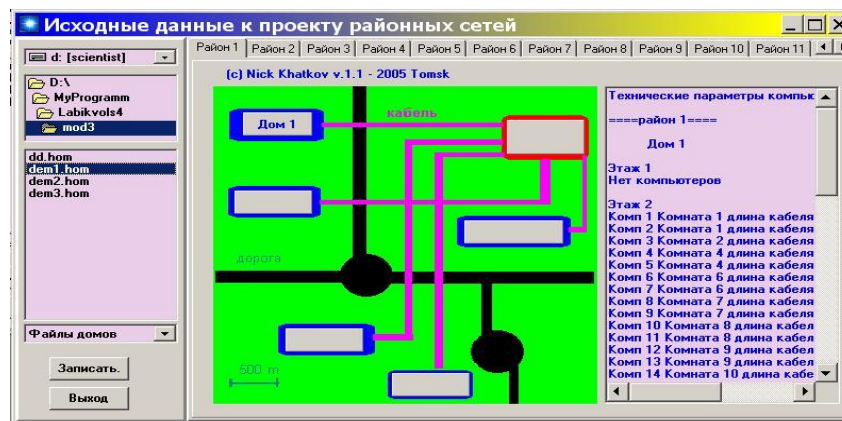 Исходные данные к проекту районных сетей
d: [scientist]
D:\
MyProgramm
Labikvols4
mod3
dd.hom
dem1.hom
dem2.hom
dem3.hom
Файлы домов
Записать.
Выход
Район 1 Район 2 Район 3 Район 4 Район 5 Район 6 Район 7 Район 8 Район 9 Район 10 Район 11
(c) Nick Khatkov v.1.1 - 2005 Tomsk
Дом 1
кабель
дорога
500 m
Технические параметры компьк
====район 1====
Дом 1
Этаж 1
Нет компьютеров
Этаж 2
Комп 1 Комната 1 длина кабеля
Комп 2 Комната 1 длина кабеля
Комп 3 Комната 2 длина кабеля
Комп 4 Комната 4 длина кабеля
Комп 5 Комната 4 длина кабеля
Комп 6 Комната 6 длина кабеля
Комп 7 Комната 6 длина кабеля
Комп 8 Комната 7 длина кабеля
Комп 9 Комната 7 длина кабеля
Комп 10 Комната 8 длина кабел
Комп 11 Комната 8 длина кабел
Комп 12 Комната 9 длина кабел
Комп 13 Комната 9 длина кабел
Комп 14 Комната 10 длина кабе